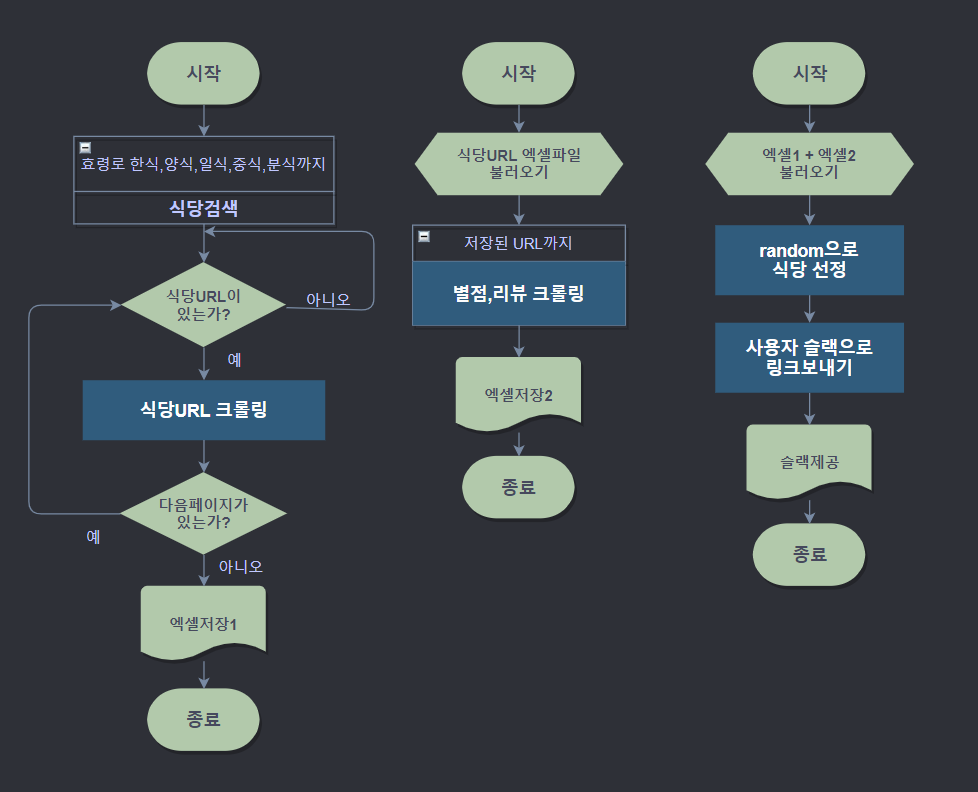 시작
효령로 한식,양식,일식,중식,분식까지
식당검색
식당URL이
있는가?
아니오
예
식당URL 크롤링
다음페이지가
있는가?
예
아니오
엑셀저장1
종료
시작
식당URL 엑셀파일
불러오기
저장된 URL까지
별점,리뷰 크롤링
엑셀저장2
종료
시작
엑셀1 + 엑셀2
불러오기
random으로
식당 선정
사용자 슬랙으로
링크보내기
슬랙제공
종료